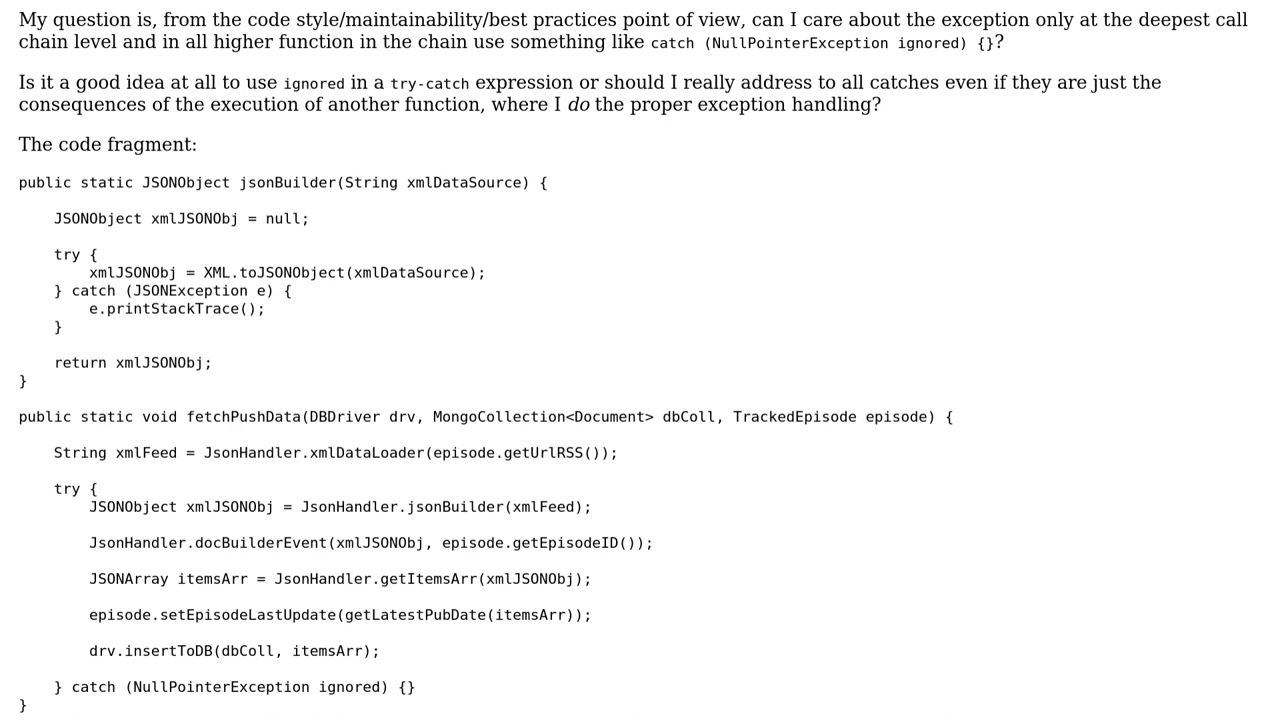 My question is, from the code style/maintainability/best practices point of view, can I care about the exception only at the deepest call
chain level and in all higher function in the chain use something like catch (NullPointerException ignored) {}?
Is it a good idea at all to use ignored in a try-catch expression or should I really address to all catches even if they are just the
consequences of the execution of another function, where I do the proper exception handling?
The code fragment:
public static JSONObject jsonBuilder(String xmlDataSource) {
    JSONObject xmlJSONObj = null;
    try {
        xmlJSONObj = XML.toJSONObject(xmlDataSource);
    } catch (JSONException e) {
        e.printStackTrace();
    }
    return xmlJSONObj;
}
public static void fetchPushData(DBDriver drv, MongoCollection<Document> dbColl, TrackedEpisode episode) {
    String xmlFeed = JsonHandler.xmlDataLoader(episode.getUrlRSS());
    try {
        JSONObject xmlJSONObj = JsonHandler.jsonBuilder(xmlFeed);
        JsonHandler.docBuilderEvent(xmlJSONObj, episode.getEpisodeID());
        JSONArray itemsArr = JsonHandler.getItemsArr(xmlJSONObj);
        episode.setEpisodeLastUpdate(getLatestPubDate(itemsArr));
        drv.insertToDB(dbColl, itemsArr);
    } catch (NullPointerException ignored) {}
}